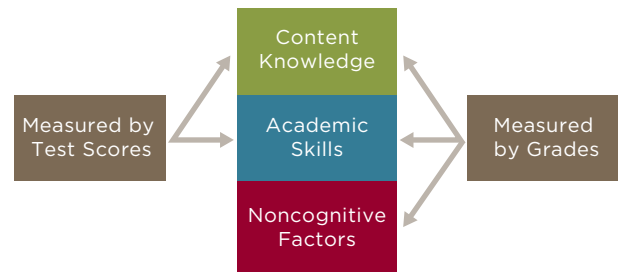 Content
Knowledge
Measured by
Test Scores
Academic
Skills
Measured
by Grades
Noncognitive
Factors